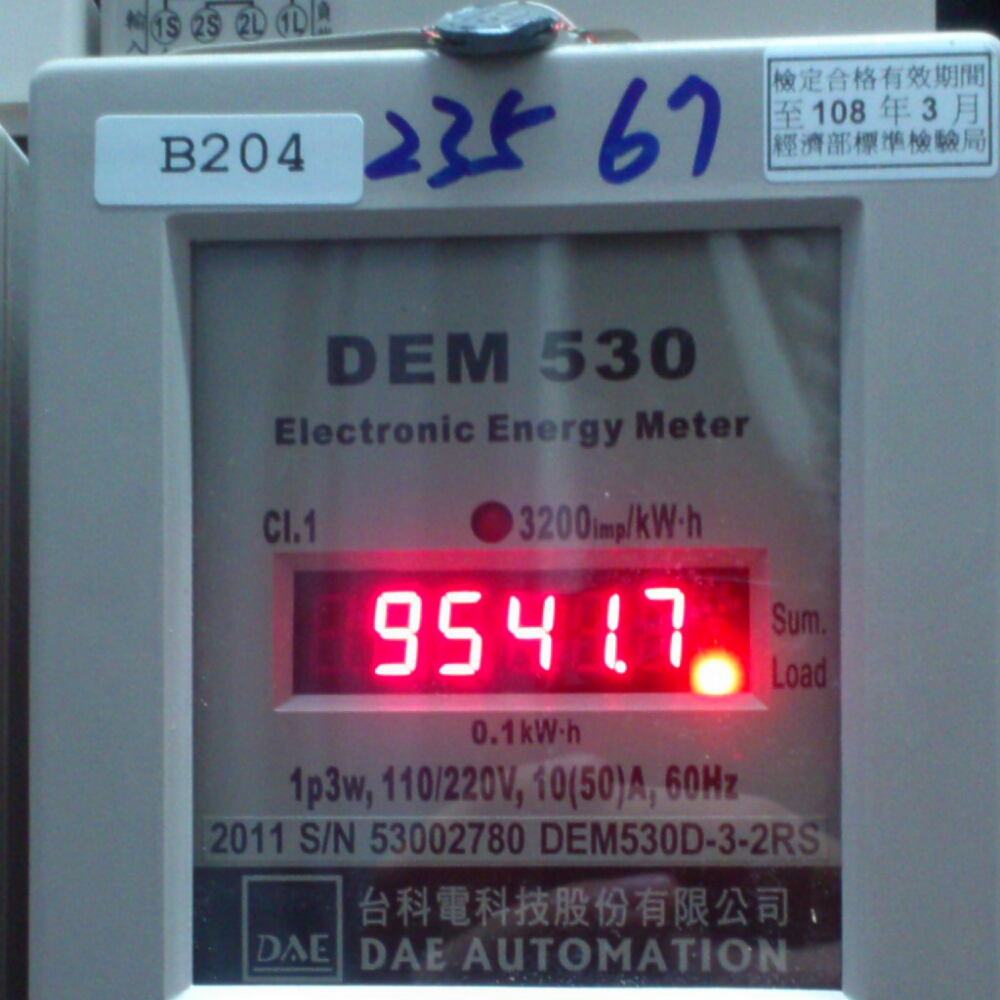 輸入 1S 2S 2L 1L
B204 235 67
檢定合格有效期間
至 108 年 3 月
經濟部標準檢驗局
DEM 530
Electronic Energy Meter
Cl.1 3200imp/kW·h
9541.7
Sum.
Load
0.1kW·h
1p3w, 110/220V, 10(50)A, 60Hz
2011 S/N 53002780 DEM530D-3-2RS
台科電科技股份有限公司
DAE DAE AUTOMATION